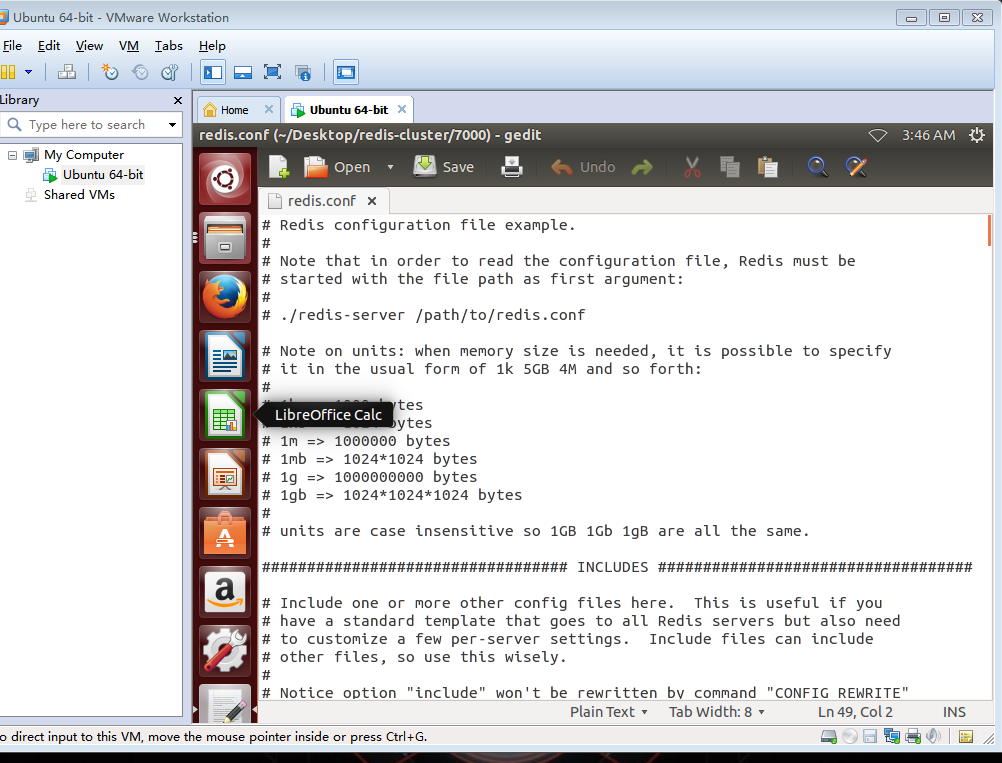 Ubuntu 64-bit - VMware Workstation
File Edit View VM Tabs Help
Library
Type here to search
My Computer
Ubuntu 64-bit
Shared VMs
Home
Ubuntu 64-bit
redis.conf (~/Desktop/redis-cluster/7000) - gedit
3:46 AM
Open Save Undo
redis.conf
# Redis configuration file example.
#
# Note that in order to read the configuration file, Redis must be
# started with the file path as first argument:
#
# ./redis-server /path/to/redis.conf
# Note on units: when memory size is needed, it is possible to specify
# it in the usual form of 1k 5GB 4M and so forth:
#
bytes
LibreOffice Calc
bytes
# 1m => 1000000 bytes
# 1mb => 1024*1024 bytes
# 1g => 1000000000 bytes
# 1gb => 1024*1024*1024 bytes
#
# units are case insensitive so 1GB 1Gb 1gB are all the same.
################################## INCLUDES ###################################
# Include one or more other config files here.  This is useful if you
# have a standard template that goes to all Redis servers but also need
# to customize a few per-server settings.  Include files can include
# other files, so use this wisely.
#
# Notice option "include" won't be rewritten by command "CONFIG REWRITE"
Plain Text Tab Width: 8 Ln 49, Col 2 INS
o direct input to this VM, move the mouse pointer inside or press Ctrl+G.